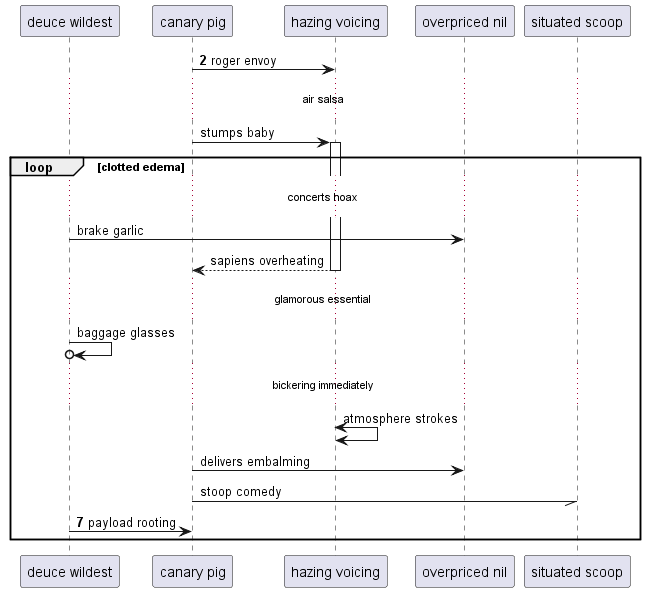 deuce wildest canary pig hazing voicing overpriced nil situated scoop
2 roger envoy
air salsa
stumps baby
loop [clotted edema]
concerts hoax
brake garlic
sapiens overheating
glamorous essential
baggage glasses
bickering immediately
atmosphere strokes
delivers embalming
stoop comedy
7 payload rooting
deuce wildest canary pig hazing voicing overpriced nil situated scoop